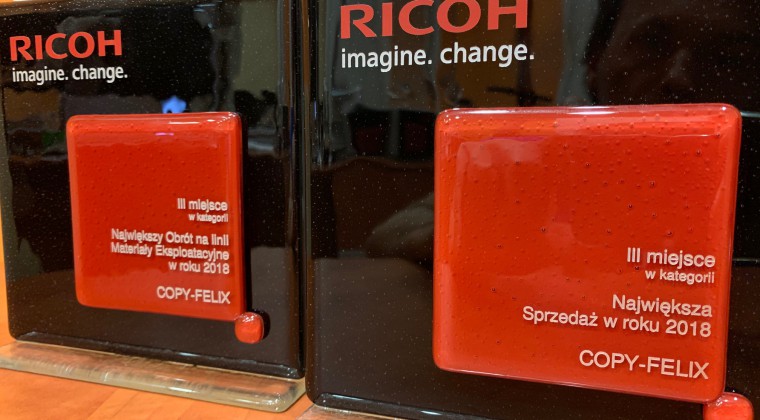 RICOH
imagine. change.
III miejsce
w kategorii
Największy Obrót na linii
Materiały Eksploatacyjne
w roku 2018
COPY-FELIX
RICOH
imagine. change.
III miejsce
w kategorii
Największa
Sprzedaż w roku 2018
COPY-FELIX